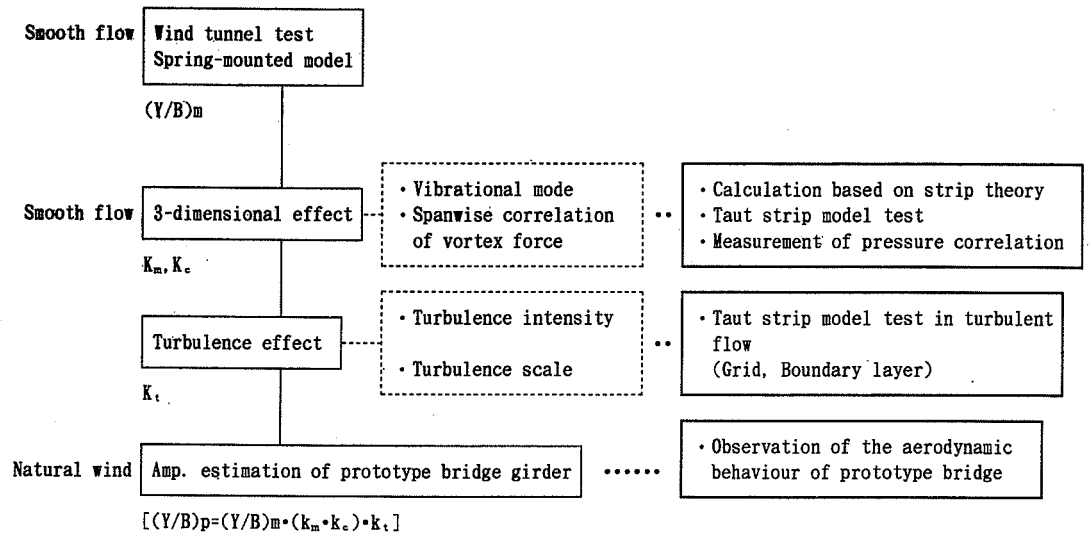 Smooth flow
Wind tunnel test
Spring-mounted model
(Y/B)m
Smooth flow
3-dimensional effect
・Vibrational mode
・Spanwise correlation
of vortex force
・・
・Calculation based on strip theory
・Taut strip model test
・Measurement of pressure correlation
Kₘ, K꜀
Turbulence effect
・Turbulence intensity
・Turbulence scale
・・
・Taut strip model test in turbulent
flow
(Grid, Boundary layer)
Kₜ
Natural wind
Amp. estimation of prototype bridge girder
・・・・・・
・Observation of the aerodynamic
behaviour of prototype bridge
[(Y/B)p=(Y/B)m・(kₘ・k꜀)・kₜ]